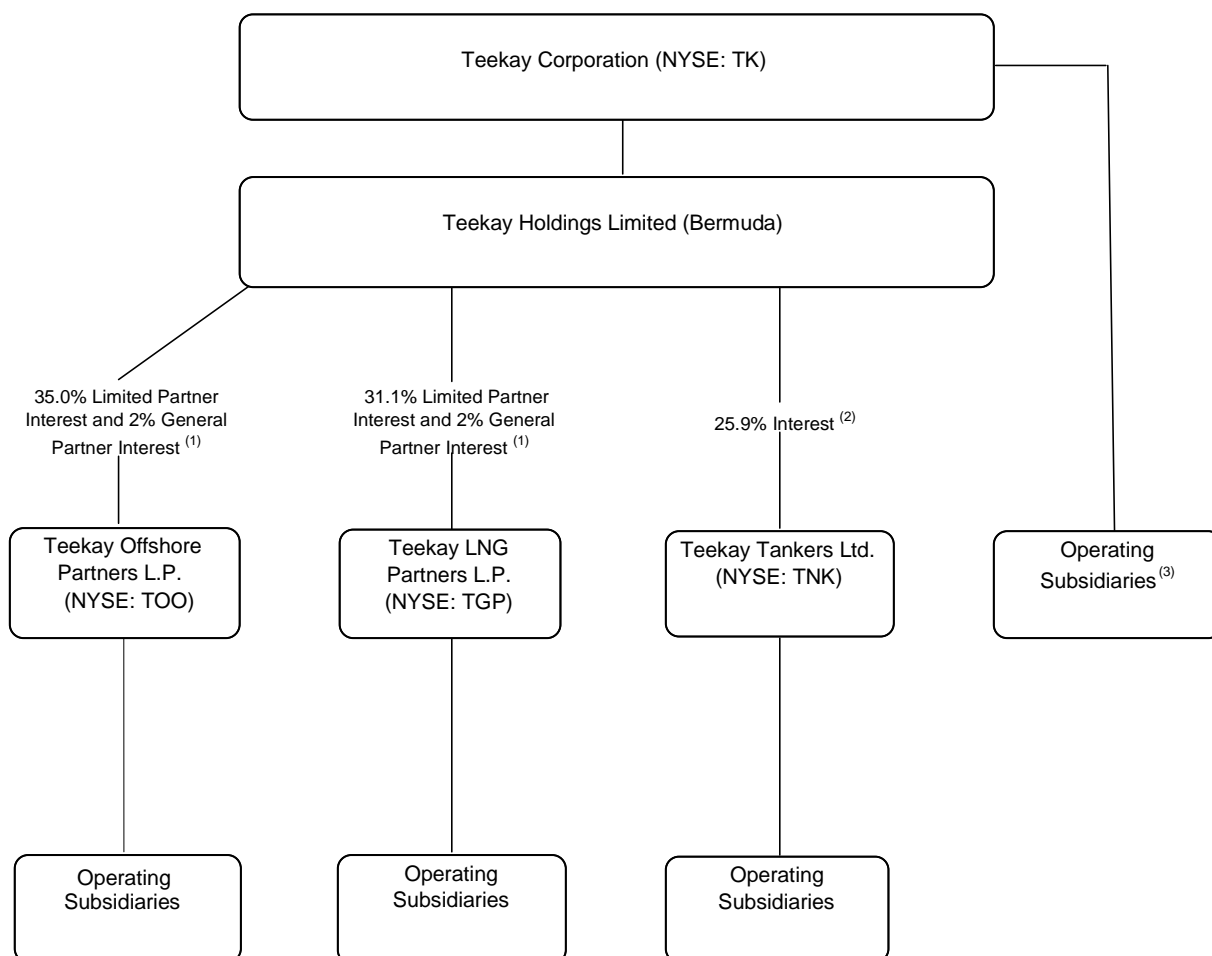 Teekay Corporation (NYSE: TK)
Teekay Holdings Limited (Bermuda)
35.0% Limited Partner
Interest and 2% General
Partner Interest (1)
31.1% Limited Partner
Interest and 2% General
Partner Interest (1)
25.9% Interest (2)
Teekay Offshore
Partners L.P.
(NYSE: TOO)
Teekay LNG
Partners L.P.
(NYSE: TGP)
Teekay Tankers Ltd.
(NYSE: TNK)
Operating
Subsidiaries(3)
Operating
Subsidiaries
Operating
Subsidiaries
Operating
Subsidiaries